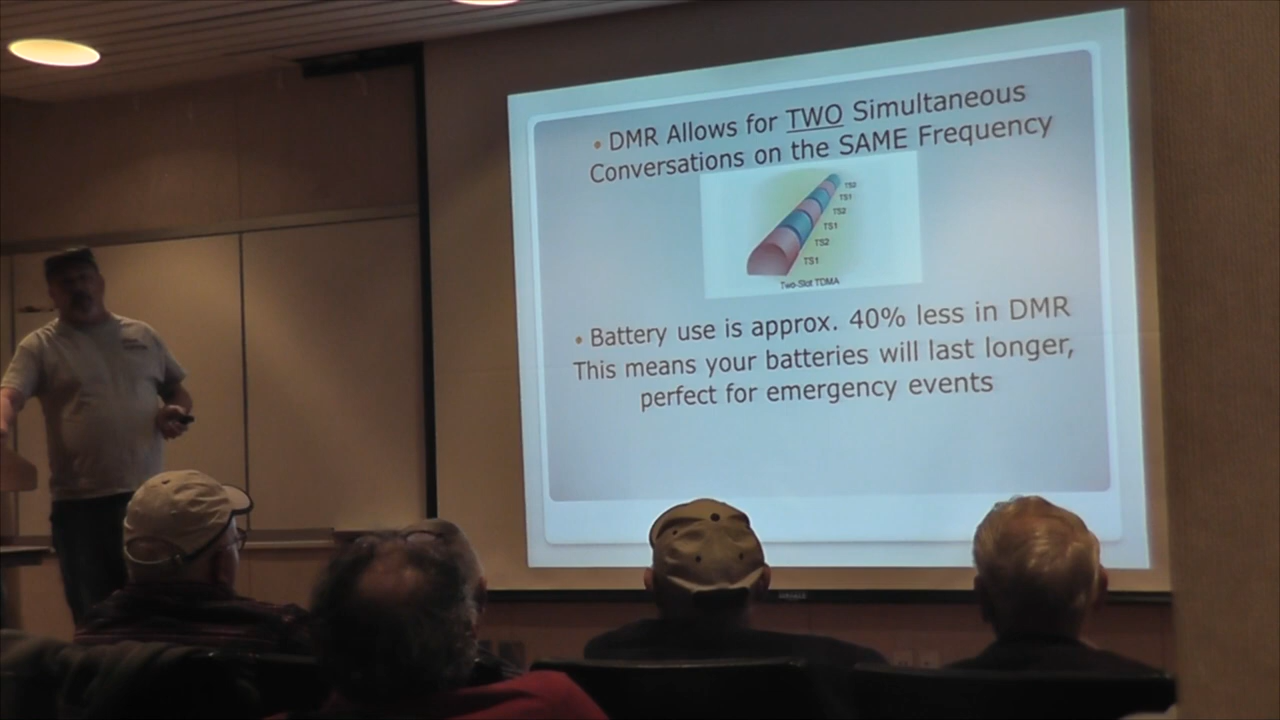 • DMR Allows for TWO Simultaneous
Conversations on the SAME Frequency
TS2
TS1
TS2
TS1
TS2
TS1
Two-Slot TDMA
• Battery use is approx. 40% less in DMR
This means your batteries will last longer,
perfect for emergency events